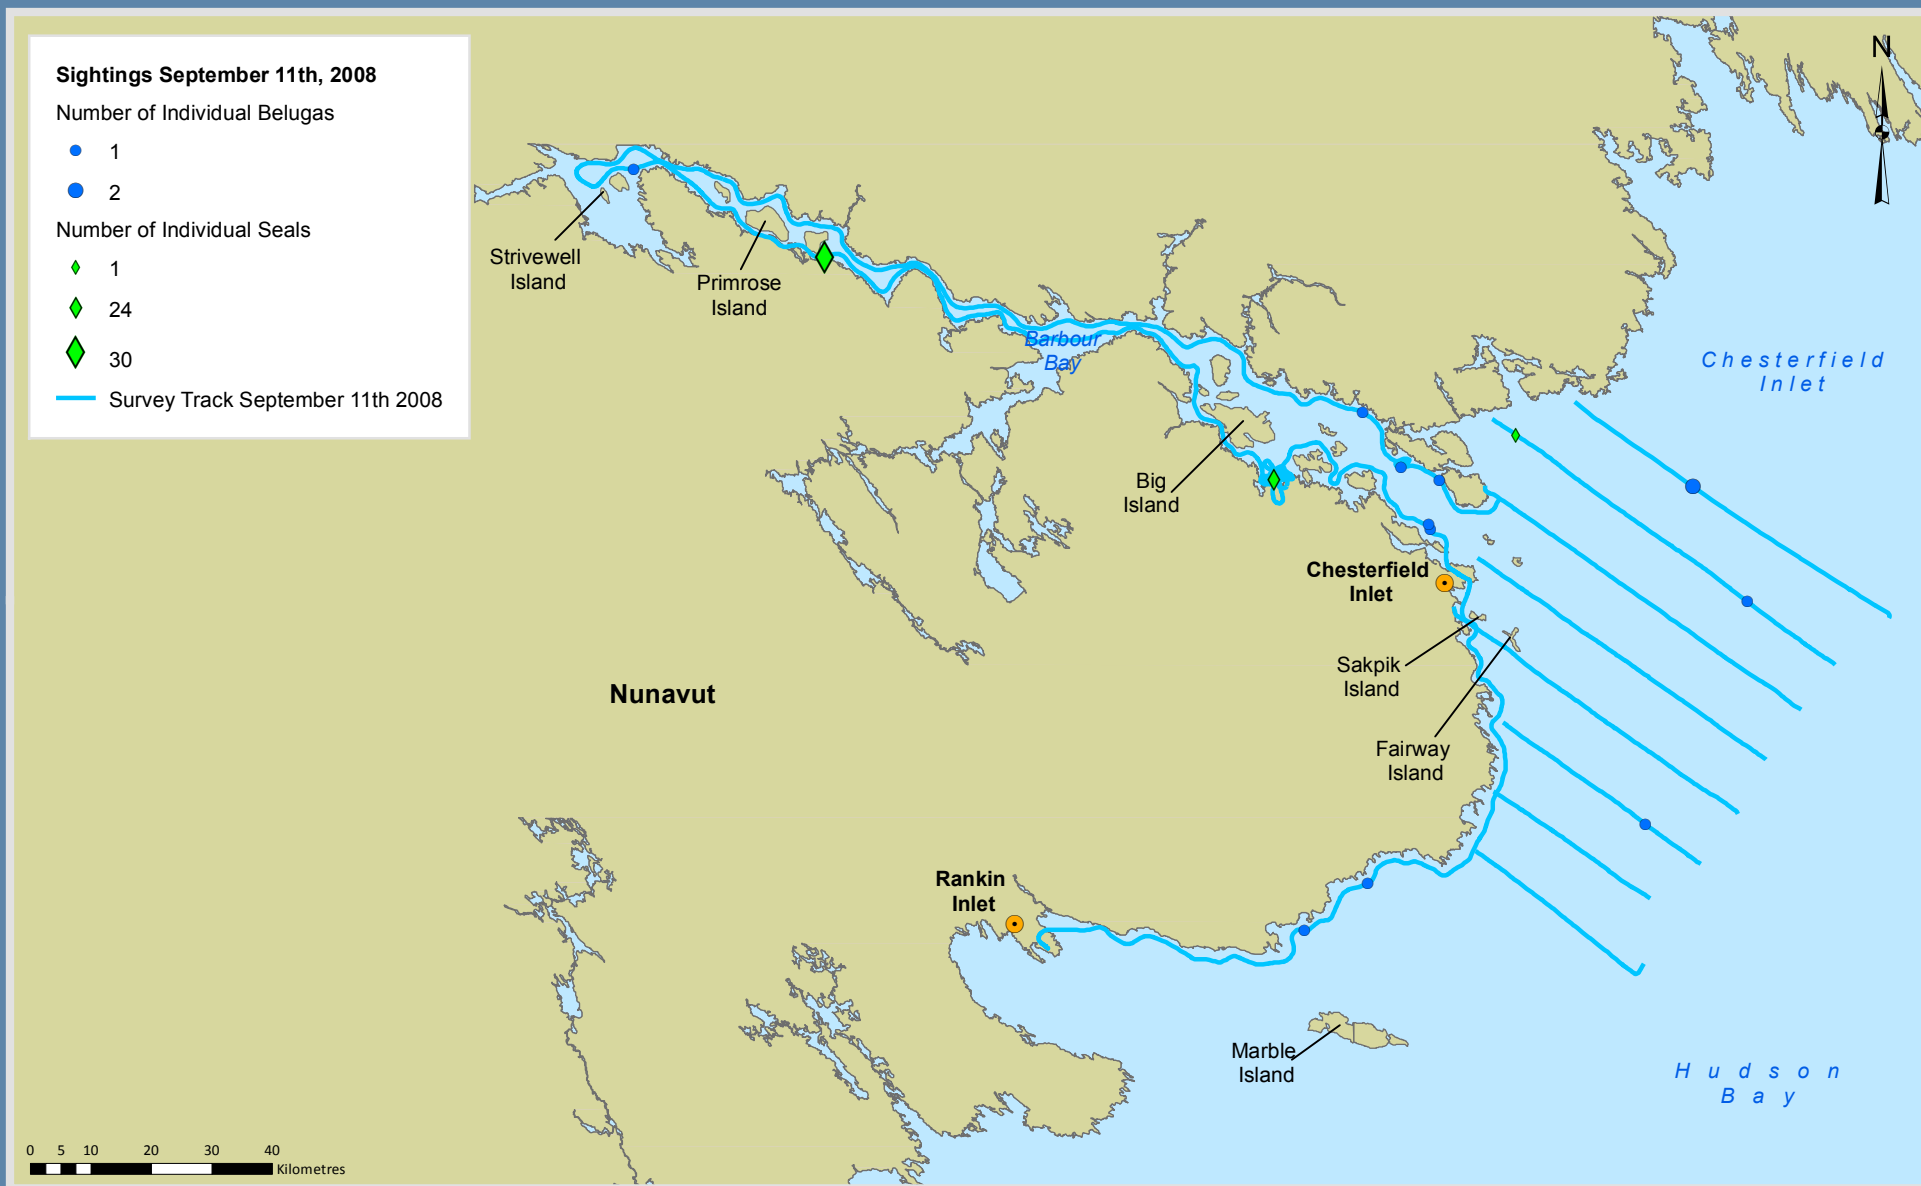 Sightings September 11th, 2008
Number of Individual Belugas
1
2
Number of Individual Seals
1
24
30
Survey Track September 11th 2008
N
Strivewell
Island
Primrose
Island
Barbour
Bay
Chesterfield
Inlet
Big
Island
Chesterfield
Inlet
Sakpik
Island
Nunavut
Fairway
Island
Rankin
Inlet
Marble
Island
Hudson
Bay
0 5 10 20 30 40
Kilometres